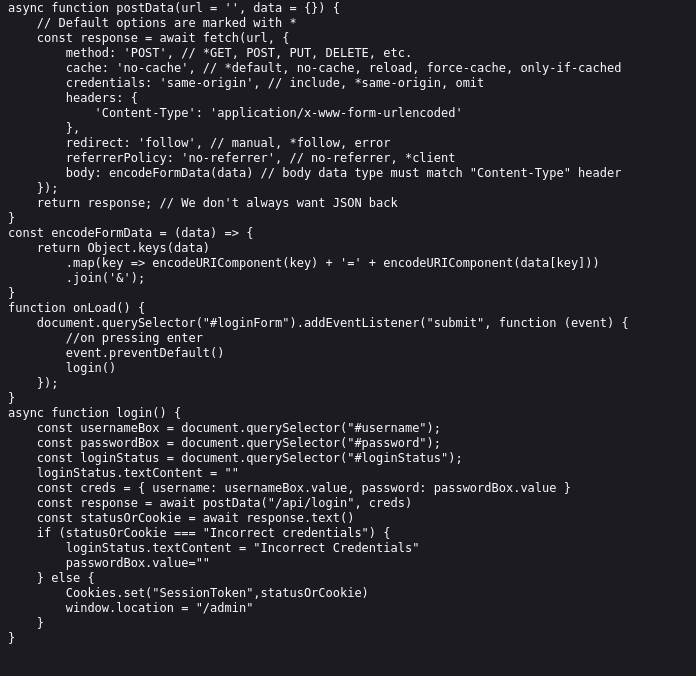 async function postData(url = '', data = {}) {
    // Default options are marked with *
    const response = await fetch(url, {
        method: 'POST', // *GET, POST, PUT, DELETE, etc.
        cache: 'no-cache', // *default, no-cache, reload, force-cache, only-if-cached
        credentials: 'same-origin', // include, *same-origin, omit
        headers: {
            'Content-Type': 'application/x-www-form-urlencoded'
        },
        redirect: 'follow', // manual, *follow, error
        referrerPolicy: 'no-referrer', // no-referrer, *client
        body: encodeFormData(data) // body data type must match "Content-Type" header
    });
    return response; // We don't always want JSON back
}
const encodeFormData = (data) => {
    return Object.keys(data)
        .map(key => encodeURIComponent(key) + '=' + encodeURIComponent(data[key]))
        .join('&');
}
function onLoad() {
    document.querySelector("#loginForm").addEventListener("submit", function (event) {
        //on pressing enter
        event.preventDefault()
        login()
    });
}
async function login() {
    const usernameBox = document.querySelector("#username");
    const passwordBox = document.querySelector("#password");
    const loginStatus = document.querySelector("#loginStatus");
    loginStatus.textContent = ""
    const creds = { username: usernameBox.value, password: passwordBox.value }
    const response = await postData("/api/login", creds)
    const statusOrCookie = await response.text()
    if (statusOrCookie === "Incorrect credentials") {
        loginStatus.textContent = "Incorrect Credentials"
        passwordBox.value=""
    } else {
        Cookies.set("SessionToken",statusOrCookie)
        window.location = "/admin"
    }
}